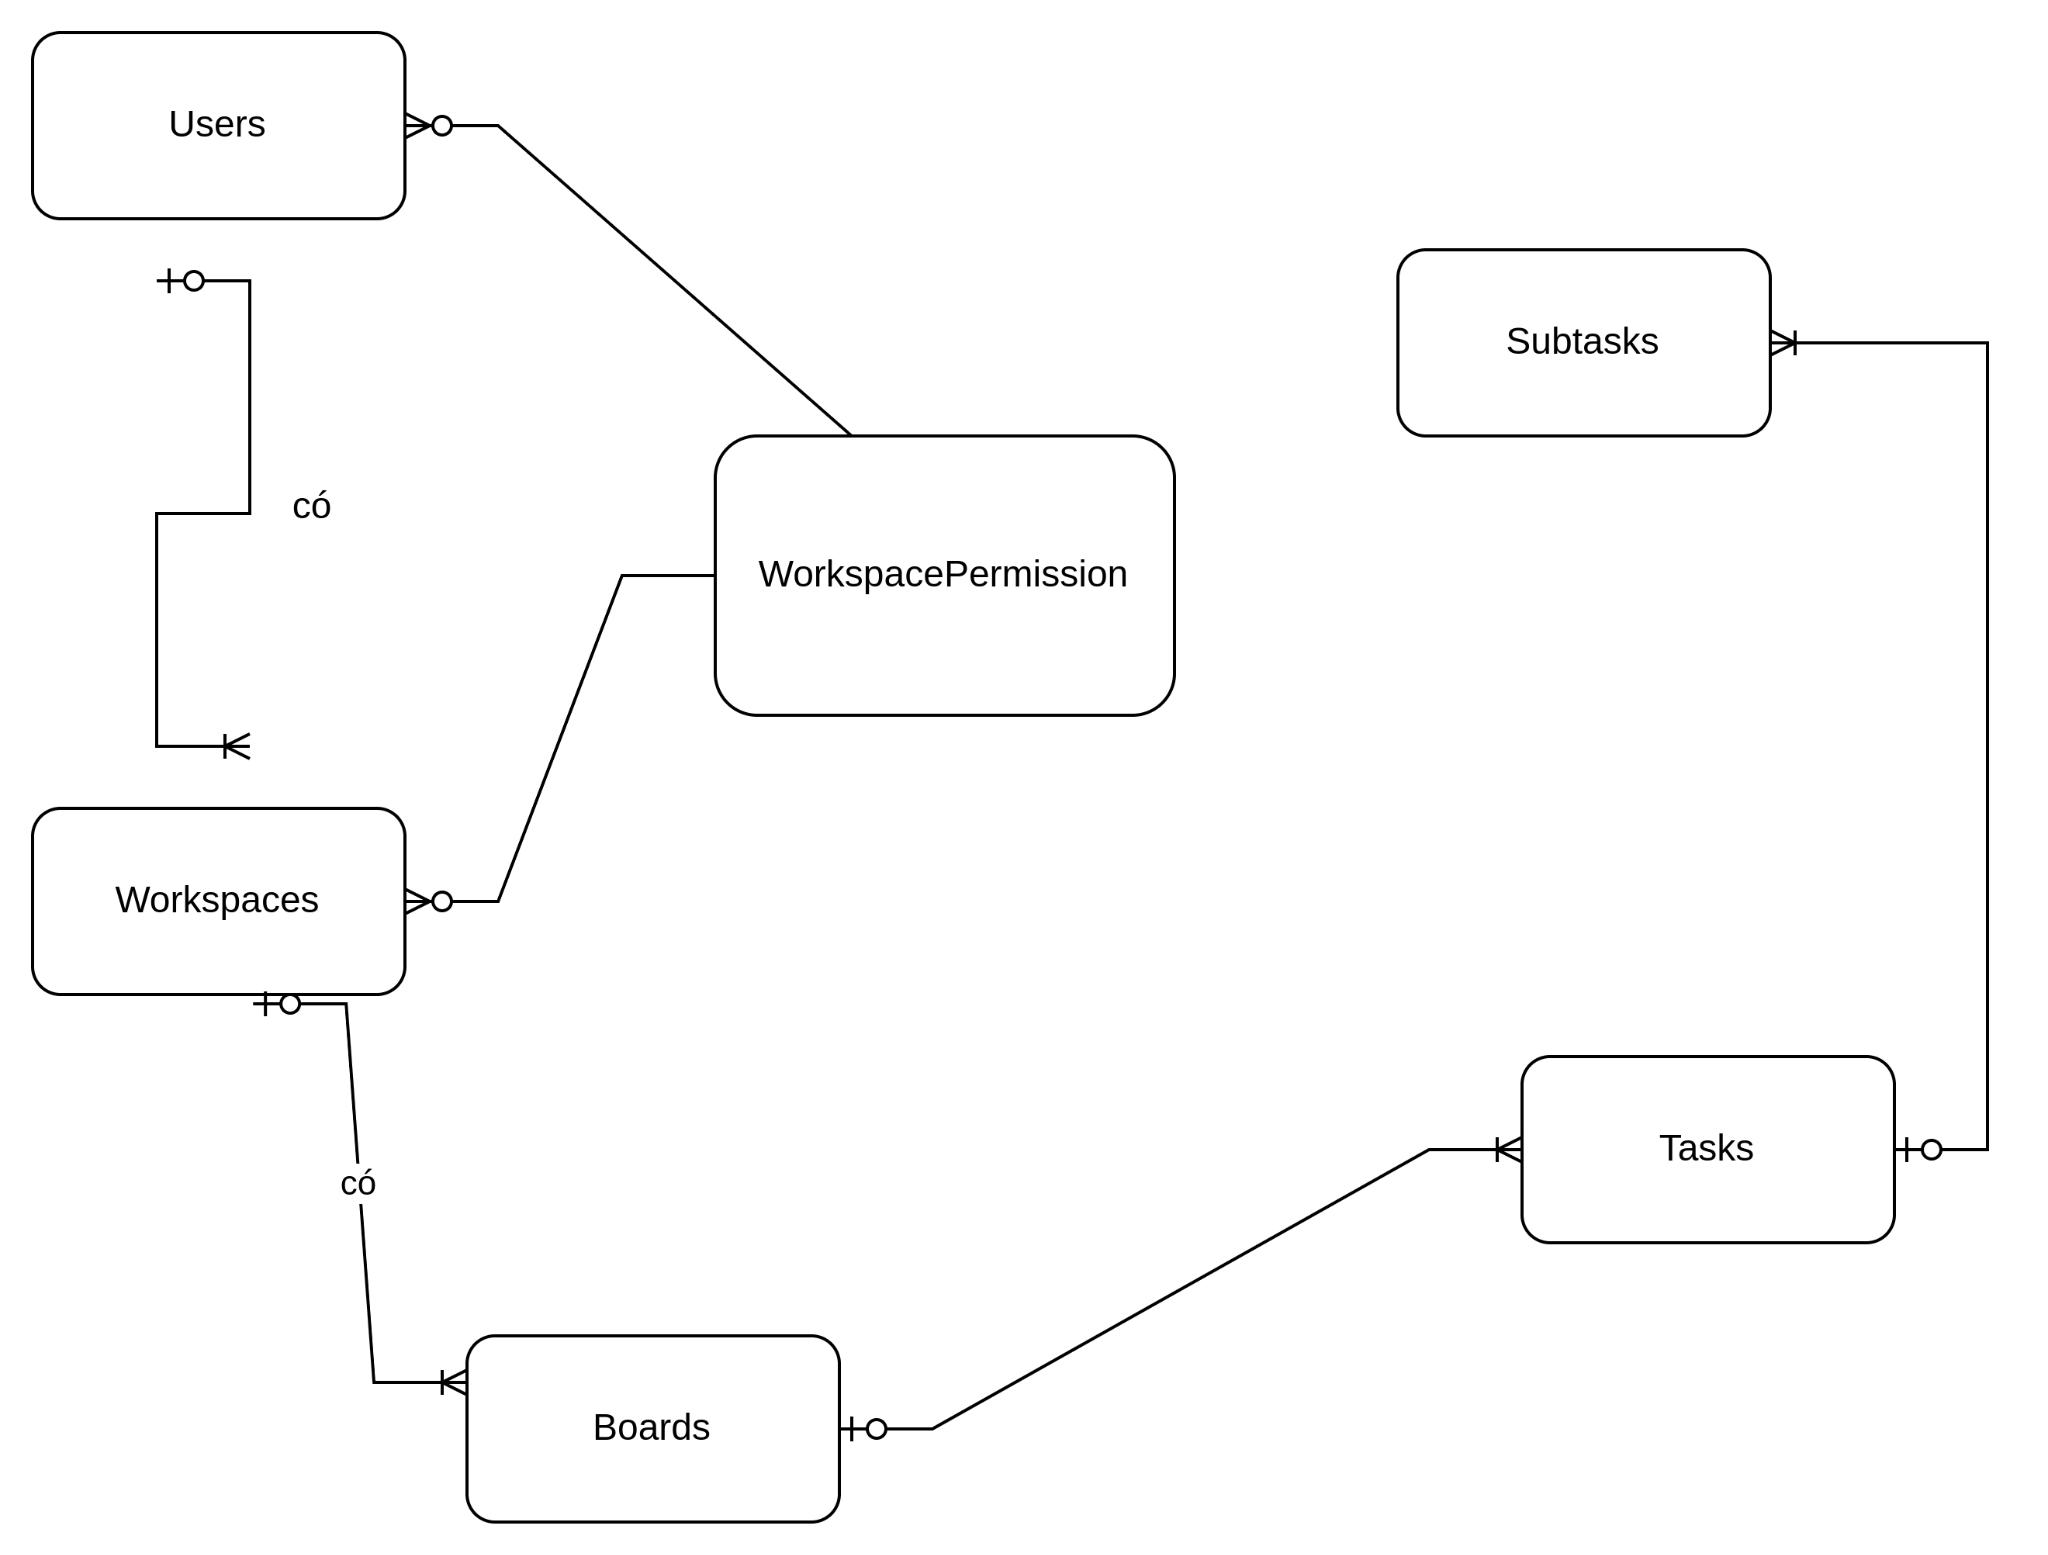 Users
Subtasks
có
WorkspacePermission
Workspaces
Tasks
có
Boards